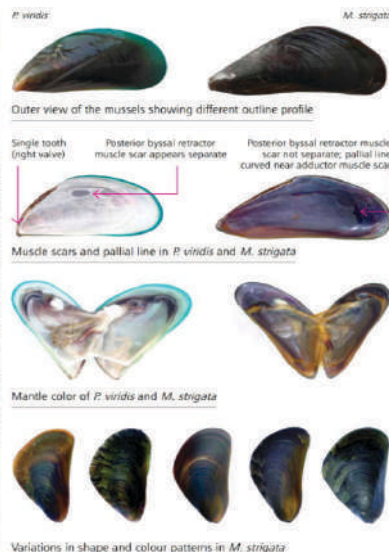 P. viridis
M. strigata
Outer view of the mussels showing different outline profile
Single tooth
(right valve)
Posterior byssal retractor
muscle scar appears separate
Posterior byssal retractor muscle
scar not separate; pallial line
curved near adductor muscle scar
Muscle scars and pallial line in P. viridis and M. strigata
Mantle color of P. viridis and M. strigata
Variations in shape and colour patterns in M. strigata